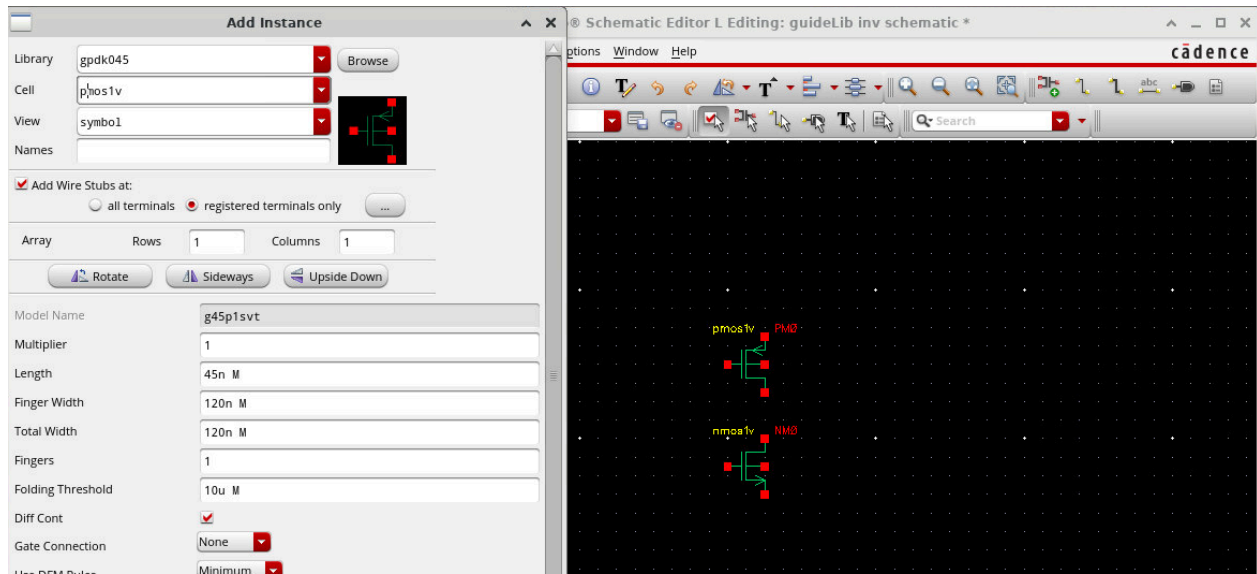 Add Instance
Library gpdk045 Browse
Cell pmos1v
View symbol
Names
Add Wire Stubs at:
all terminals registered terminals only ...
Array Rows 1 Columns 1
Rotate Sideways Upside Down
Model Name g45p1svt
Multiplier 1
Length 45n M
Finger Width 120n M
Total Width 120n M
Fingers 1
Folding Threshold 10u M
Diff Cont
Gate Connection None
Minimum
® Schematic Editor L Editing: guideLib inv schematic *
ptions Window Help
cādence
abc
Search
pmos1v PM0
nmos1v NM0